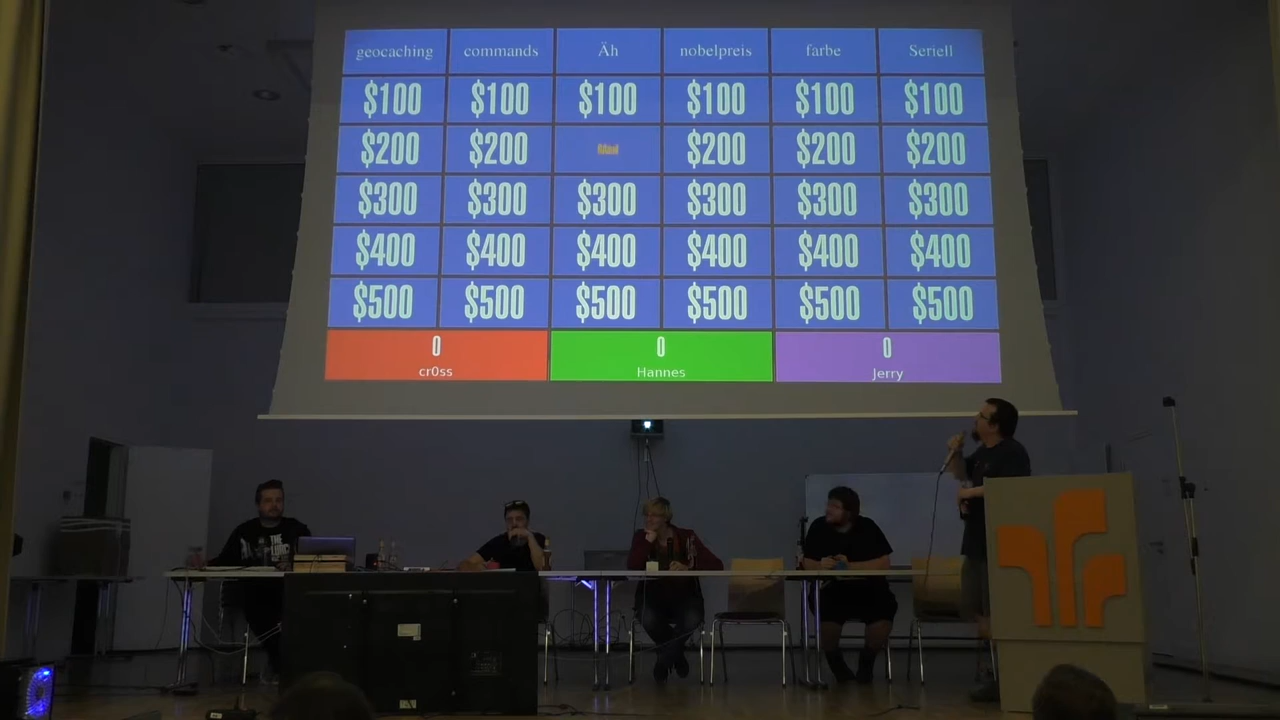 geocaching commands Äh nobelpreis farbe Seriell
$100 $100 $100 $100 $100 $100
$200 $200 $200 $200 $200
$300 $300 $300 $300 $300 $300
$400 $400 $400 $400 $400 $400
$500 $500 $500 $500 $500 $500
0 0 0
cr0ss Hannes Jerry
THE